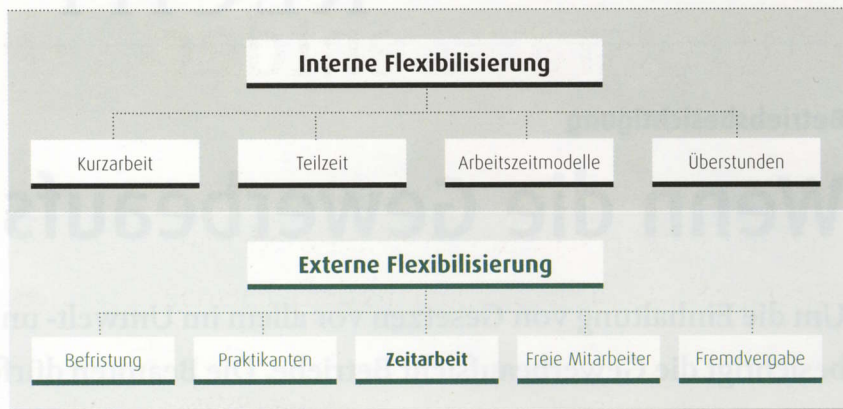 Interne Flexibilisierung
Kurzarbeit
Teilzeit
Arbeitszeitmodelle
Überstunden
Externe Flexibilisierung
Befristung
Praktikanten
Zeitarbeit
Freie Mitarbeiter
Fremdvergabe